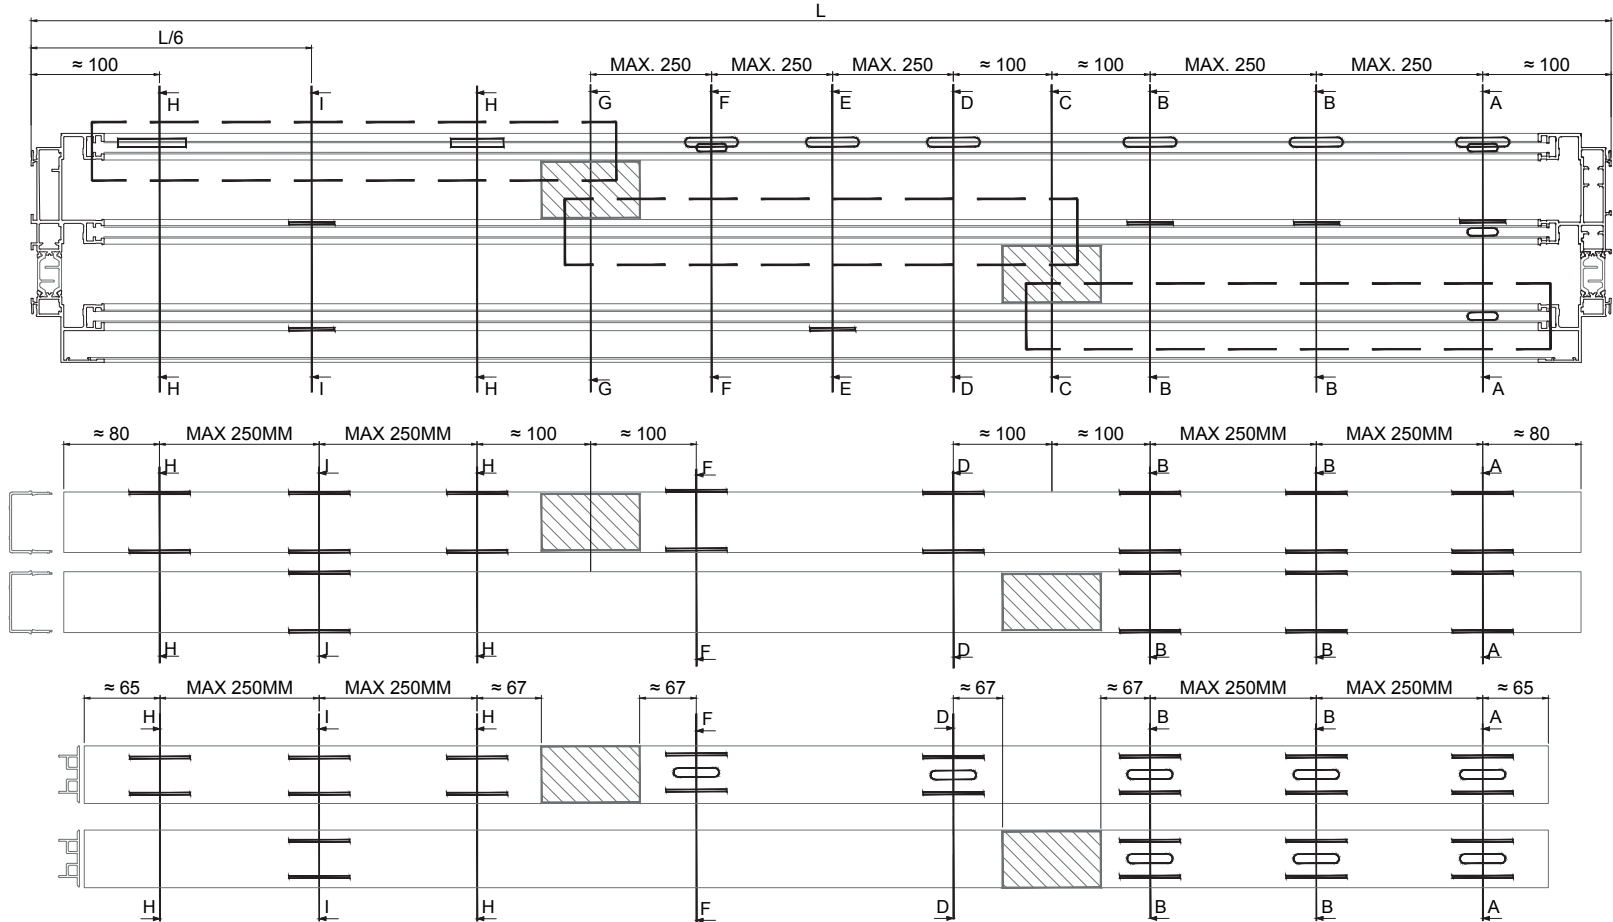 L
L/6
≈ 100 MAX. 250 MAX. 250 MAX. 250 ≈ 100 ≈ 100 MAX. 250 MAX. 250 ≈ 100
H I H G F E D C B B A
H I H G F E D C B B A
≈ 80 MAX 250MM MAX 250MM ≈ 100 ≈ 100 ≈ 100 ≈ 100 MAX 250MM MAX 250MM ≈ 80
H J H F D B B A
H J H F D B B A
≈ 65 MAX 250MM MAX 250MM ≈ 67 ≈ 67 ≈ 67 ≈ 67 MAX 250MM MAX 250MM ≈ 65
H I H F D B B A
H I H F D B B A